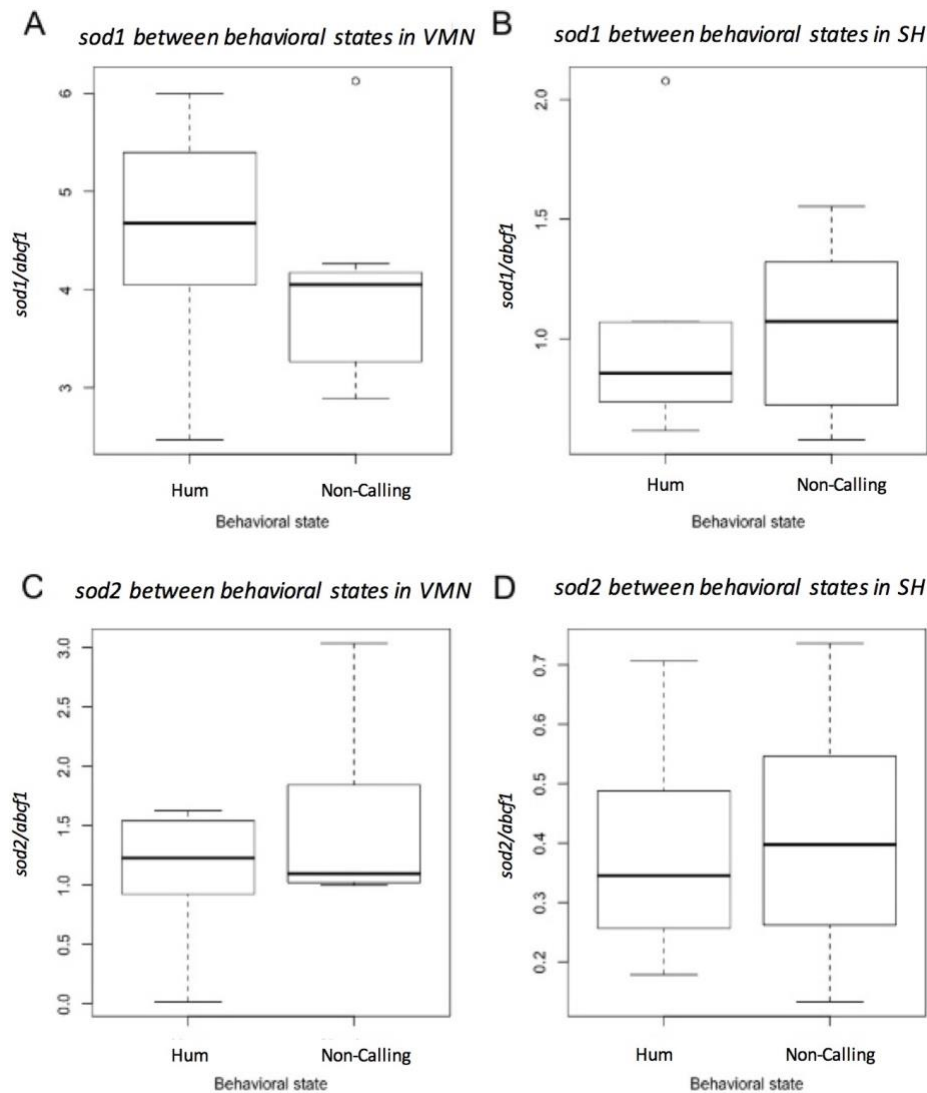 A
sod1 between behavioral states in VMN
sod1/abcf1
6
5
4
3
Hum Non-Calling
Behavioral state
B
sod1 between behavioral states in SH
sod1/abcf1
2.0
1.5
1.0
Hum Non-Calling
Behavioral state
C
sod2 between behavioral states in VMN
sod2/abcf1
3.0
2.5
2.0
1.5
1.0
0.5
0.0
Hum Non-Calling
Behavioral state
D
sod2 between behavioral states in SH
sod2/abcf1
0.7
0.6
0.5
0.4
0.3
0.2
Hum Non-Calling
Behavioral state